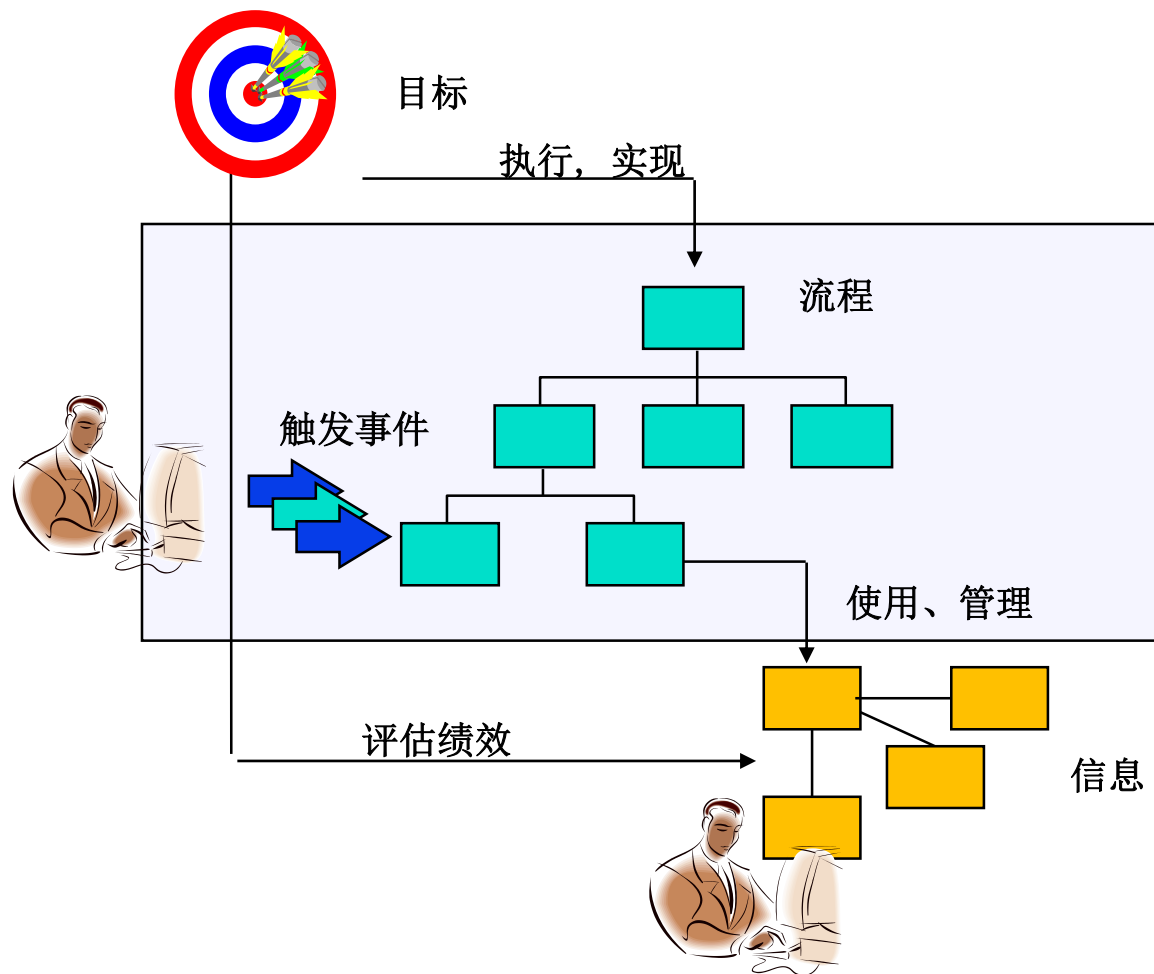 目标
执行，实现
流程
触发事件
使用、管理
评估绩效
信息